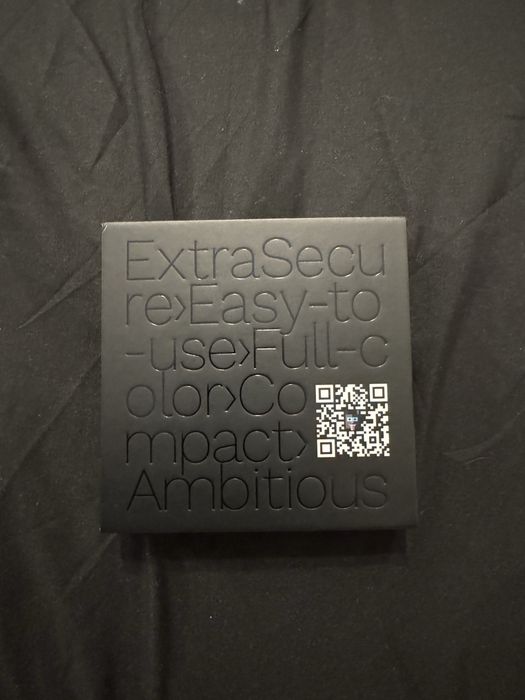 ExtraSecu
re>Easy-to
-use>Full-c
olor>Co
mpact>
Ambitious